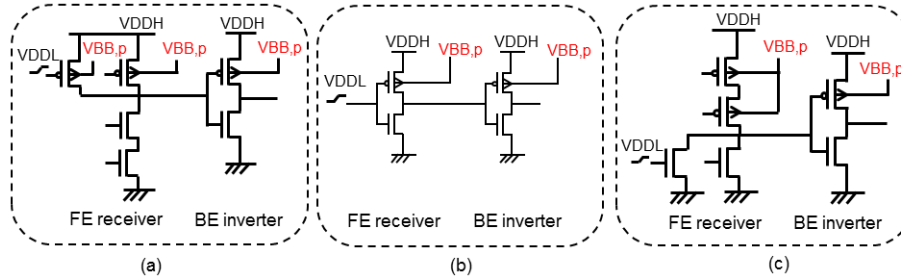 VDDH
VDDL
VBB,p
VBB,p
VDDH
VBB,p
FE receiver
BE inverter
(a)
VDDH
VDDL
VBB,p
VDDH
VBB,p
FE receiver
BE inverter
(b)
VDDH
VBB,p
VDDH
VBB,p
VDDL
FE receiver
BE inverter
(c)